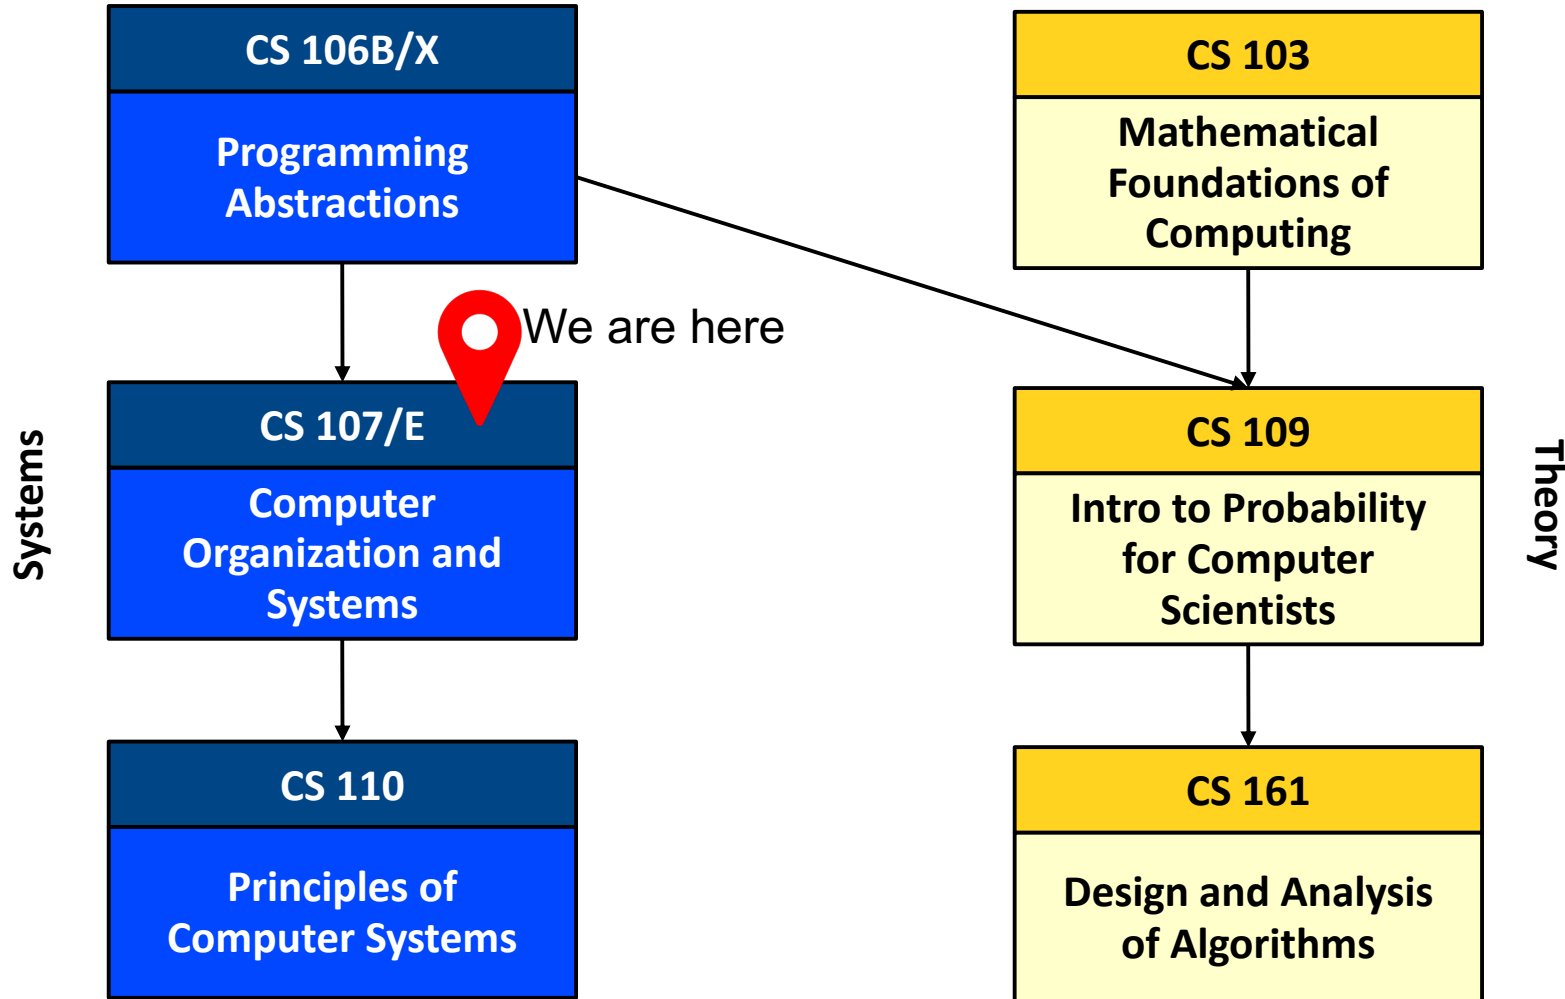 CS 106B/X
Programming
Abstractions
CS 103
Mathematical
Foundations of
Computing
We are here
Systems
CS 107/E
Computer
Organization and
Systems
CS 109
Intro to Probability
for Computer
Scientists
Theory
CS 110
Principles of
Computer Systems
CS 161
Design and Analysis
of Algorithms